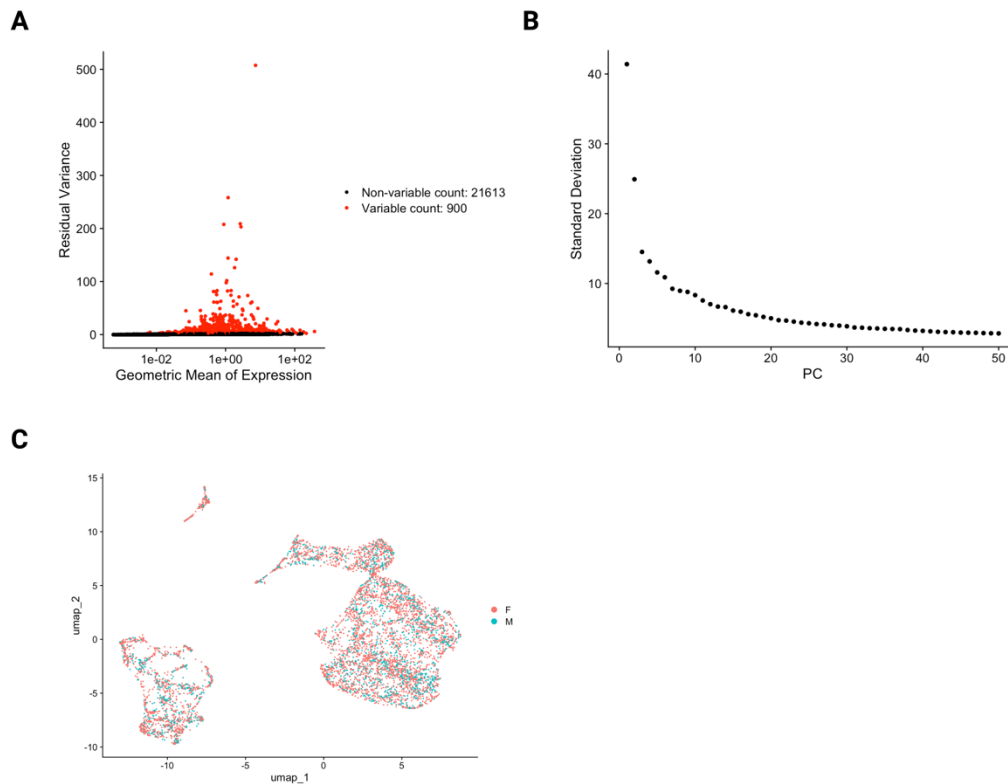 A
Residual Variance
500
400
300
200
100
0
1e-02
1e+00
1e+02
Geometric Mean of Expression
Non-variable count: 21613
Variable count: 900
B
Standard Deviation
40
30
20
10
0
10
20
30
40
50
PC
C
umap_2
15
10
5
0
-5
-10
-10
-5
0
5
umap_1
F
M